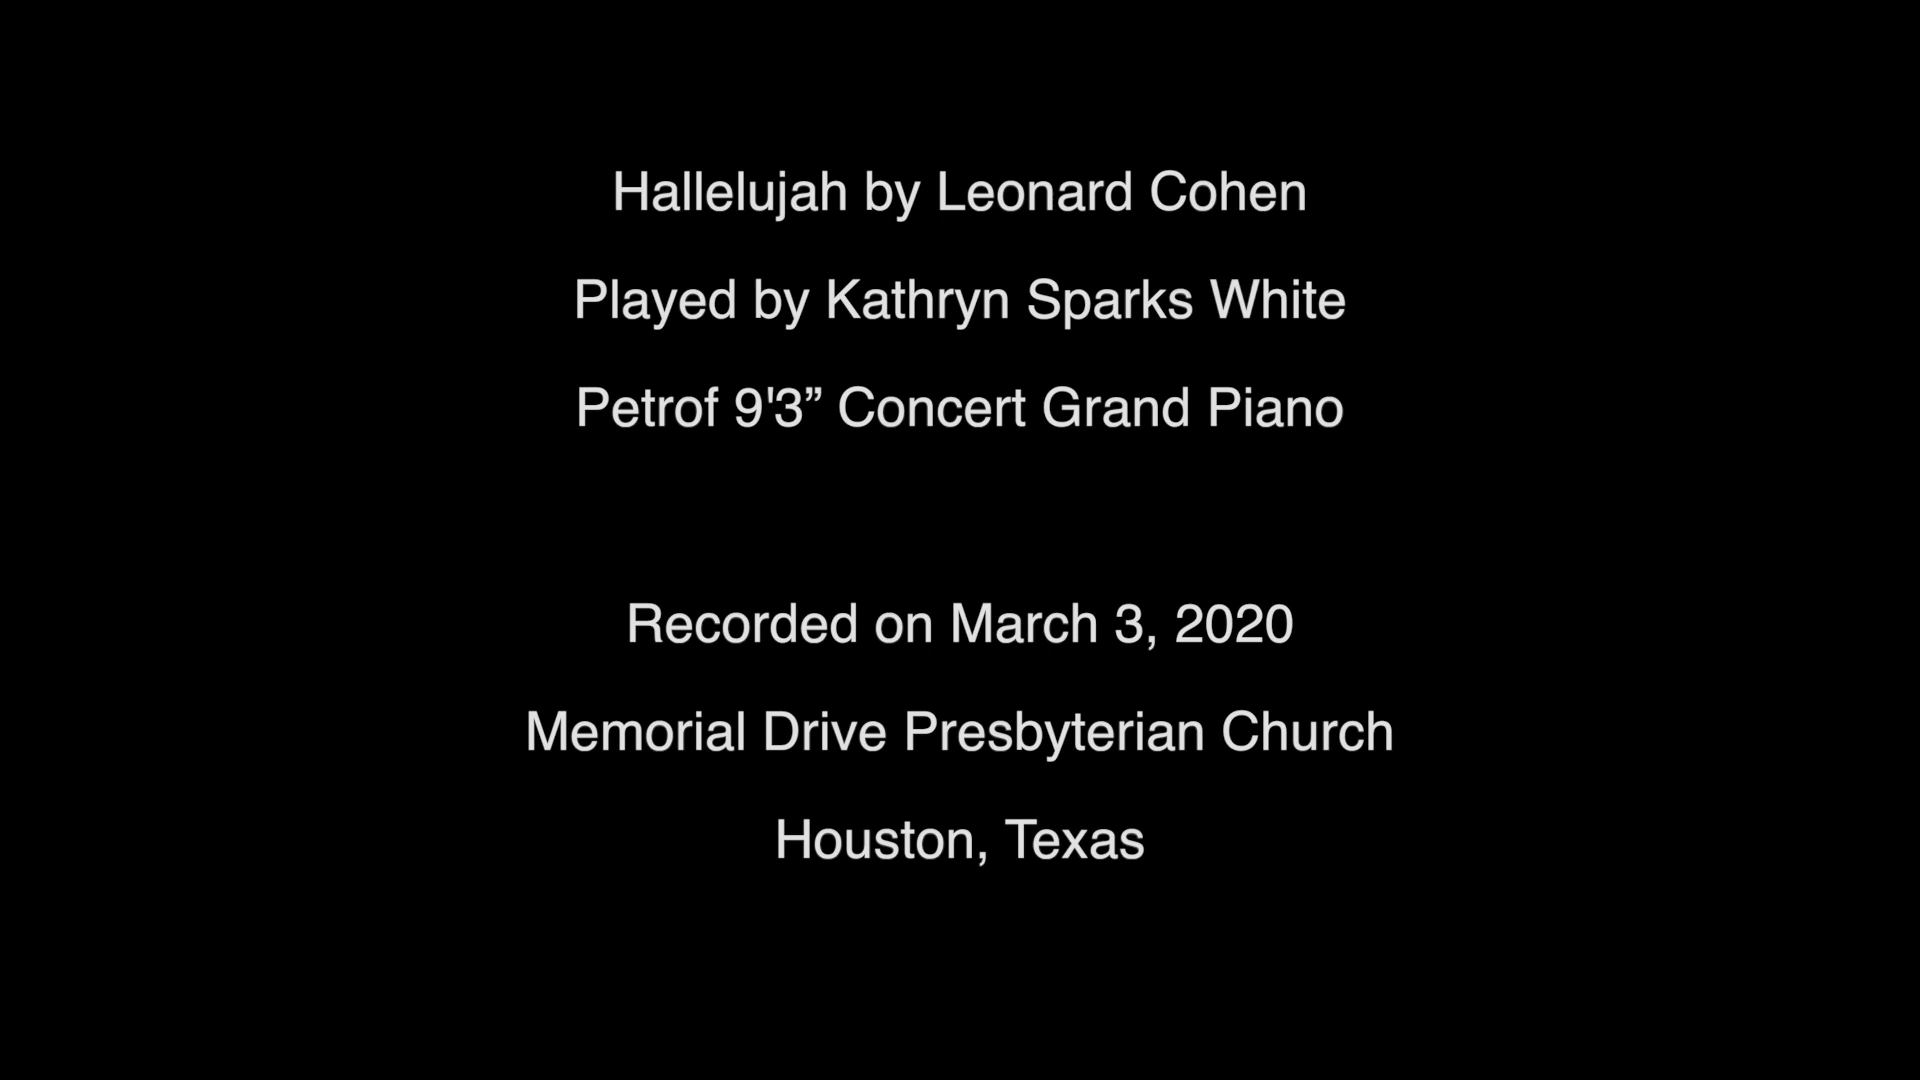 Hallelujah by Leonard Cohen
Played by Kathryn Sparks White
Petrof 9'3” Concert Grand Piano
Recorded on March 3, 2020
Memorial Drive Presbyterian Church
Houston, Texas